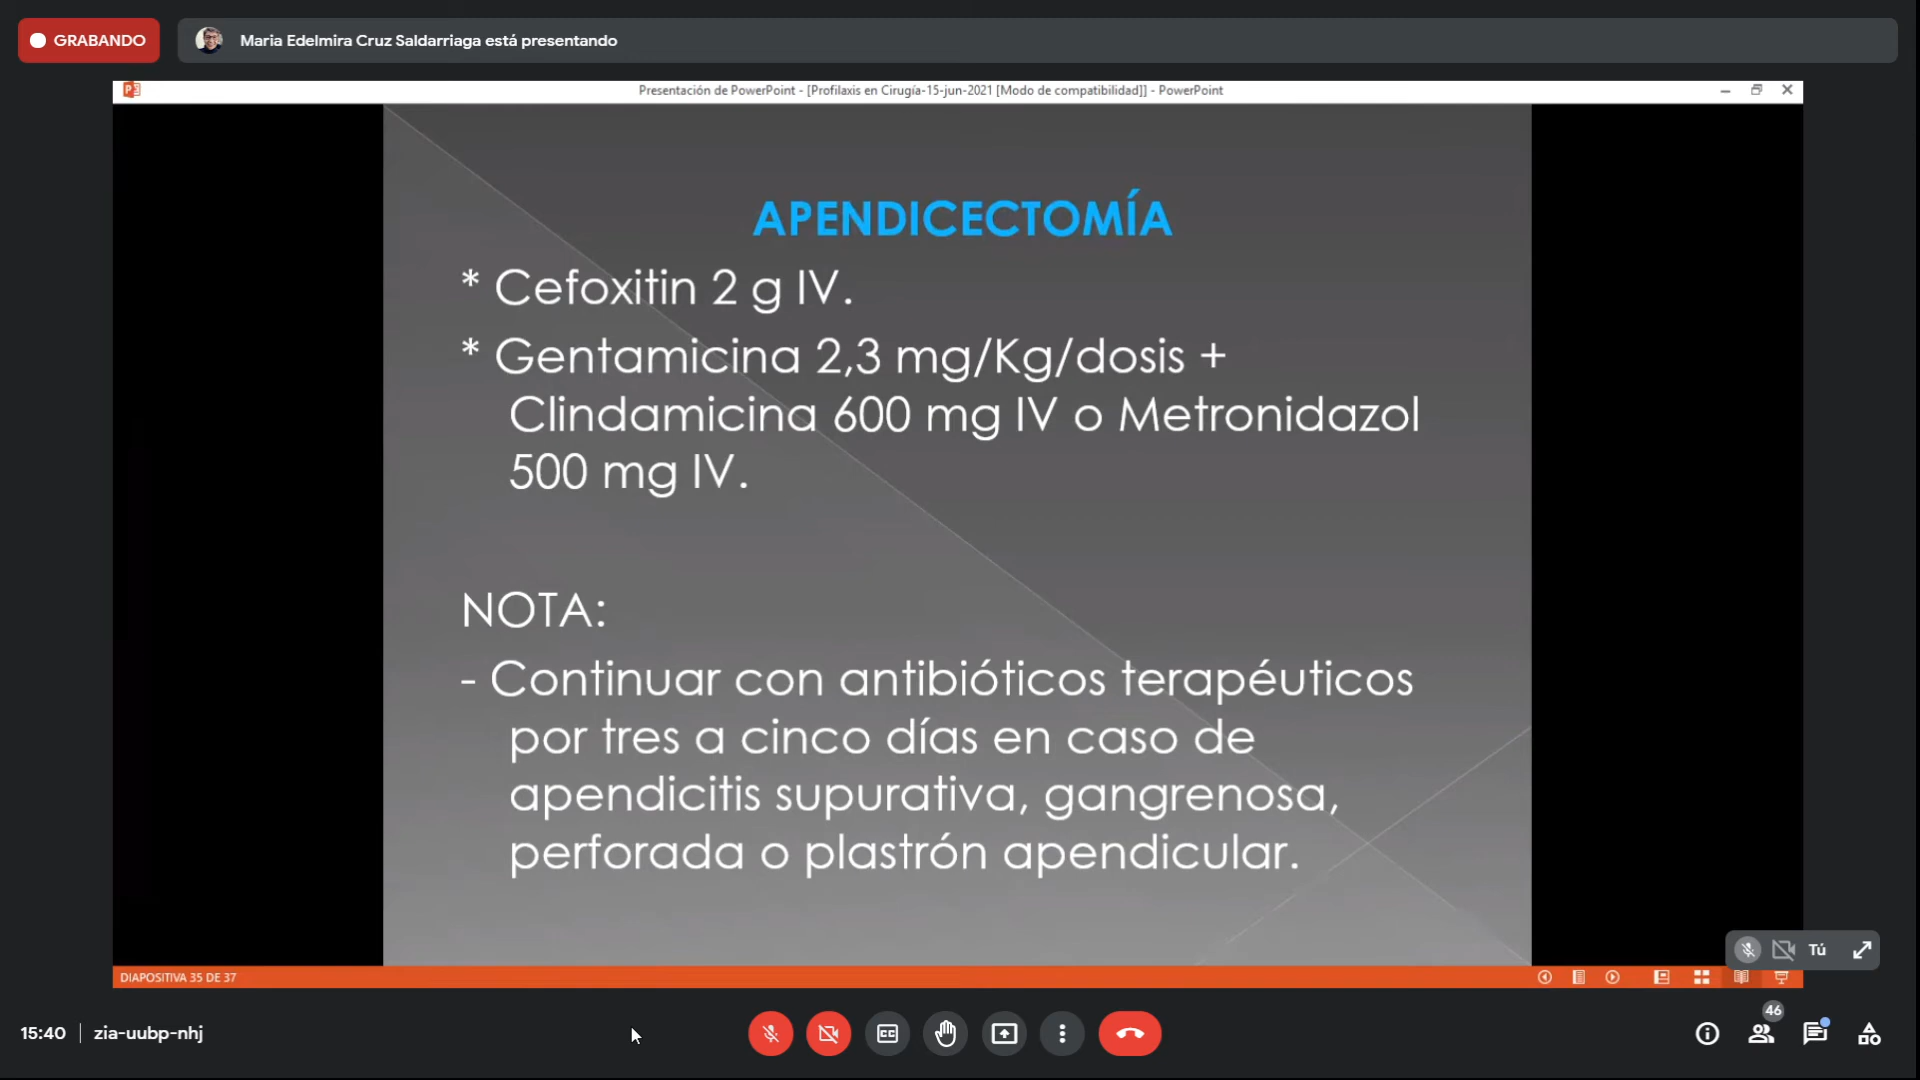 GRABANDO
Maria Edelmira Cruz Saldarriaga está presentando
Presentación de PowerPoint - [Profilaxis en Cirugía-15-jun-2021 [Modo de compatibilidad]] - PowerPoint
APENDICECTOMÍA
* Cefoxitin 2 g IV.
* Gentamicina 2,3 mg/Kg/dosis +
Clindamicina 600 mg IV o Metronidazol
500 mg IV.
NOTA:
- Continuar con antibióticos terapéuticos
por tres a cinco días en caso de
apendicitis supurativa, gangrenosa,
perforada o plastrón apendicular.
Tú
DIAPOSITIVA 35 DE 37
15:40 | zia-uubp-nhj
CC
46